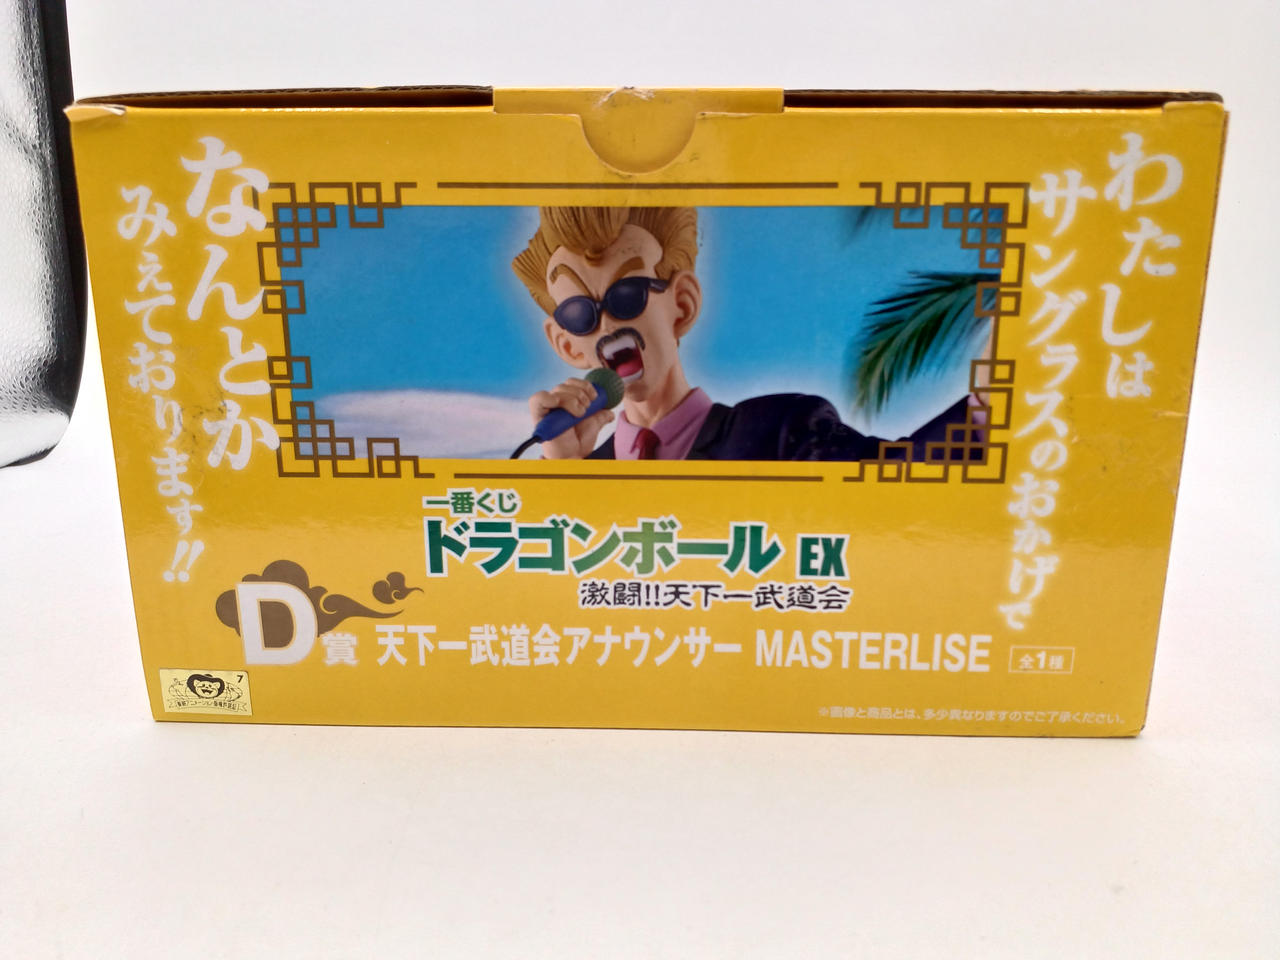 わたしは
サングラスのおかげで
なんとか
みえております!!
一番くじ
ドラゴンボール EX
激闘!!天下一武道会
D賞 天下一武道会アナウンサー MASTERLISE 全1種
※画像と商品とは、多少異なりますのでご了承ください。
7